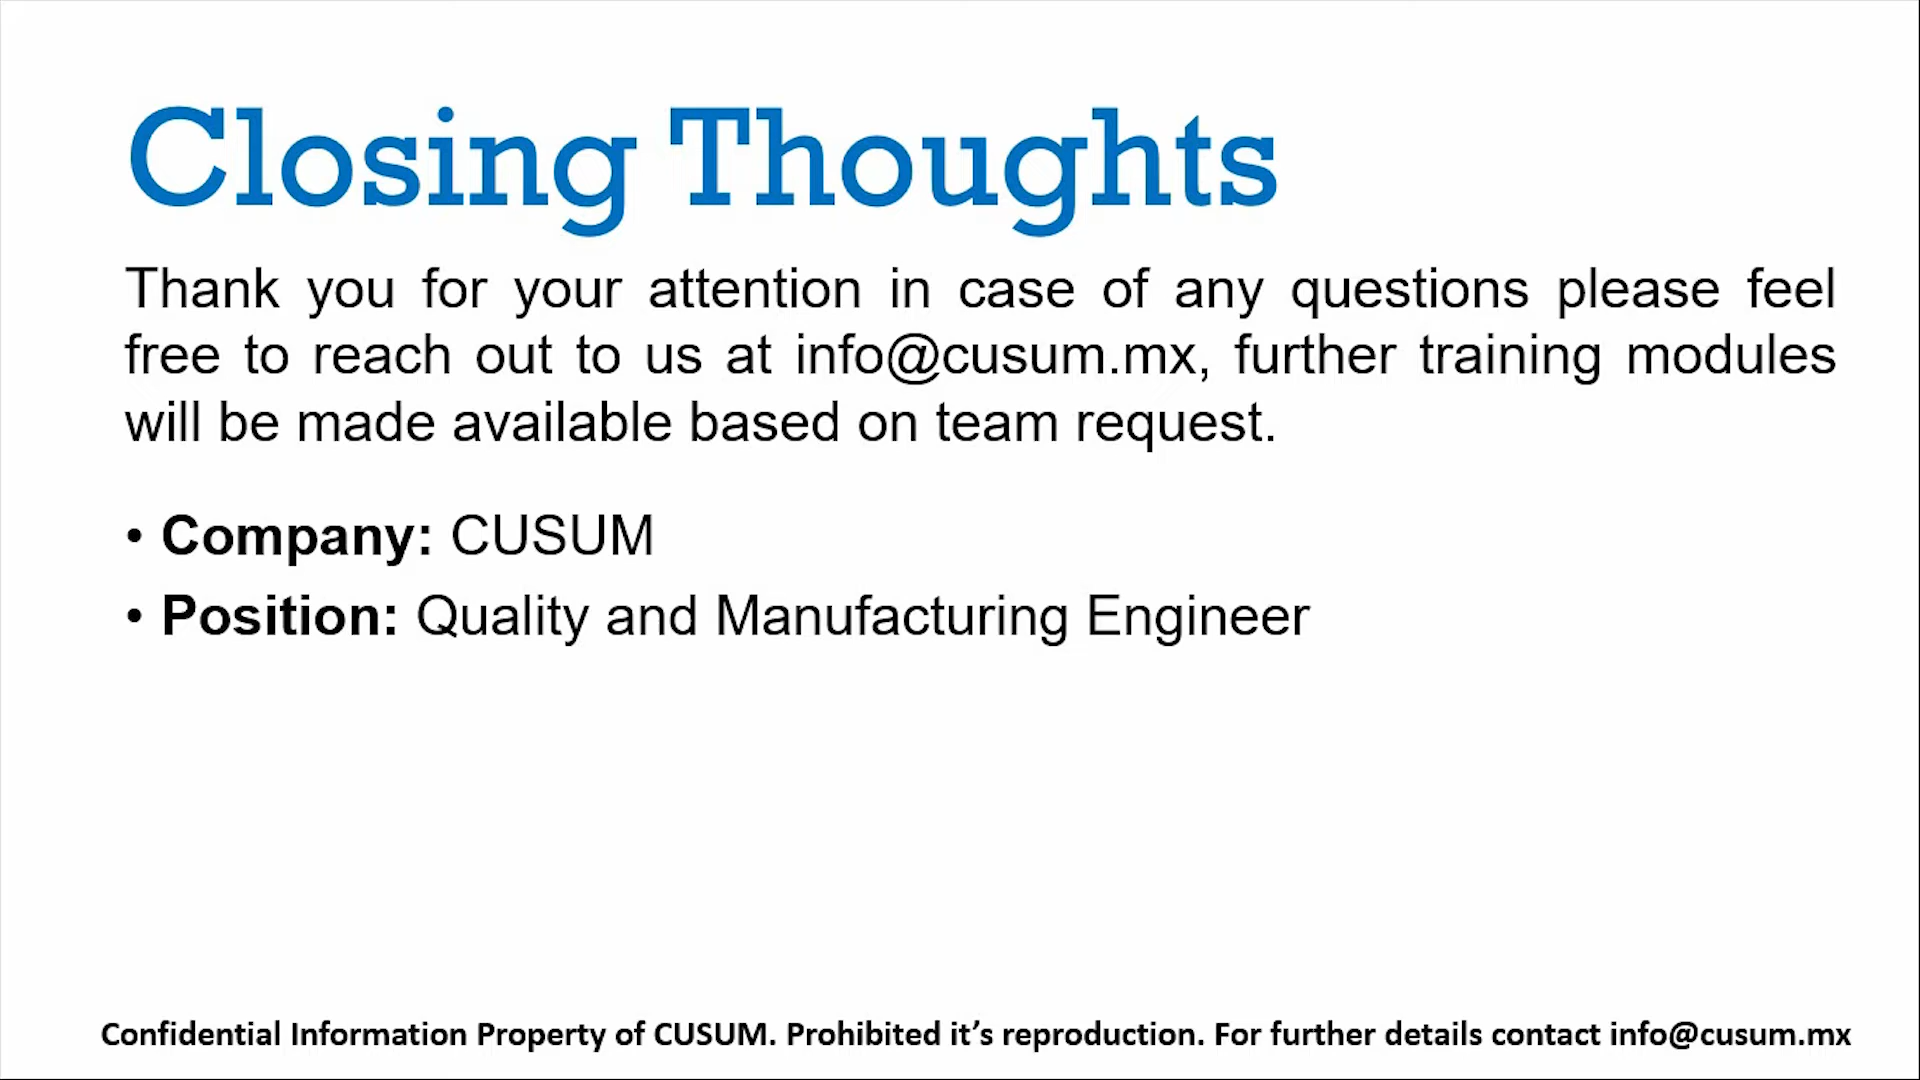 Closing Thoughts
Thank you for your attention in case of any questions please feel
free to reach out to us at info@cusum.mx, further training modules
will be made available based on team request.
• Company: CUSUM
• Position: Quality and Manufacturing Engineer
Confidential Information Property of CUSUM. Prohibited it’s reproduction. For further details contact info@cusum.mx